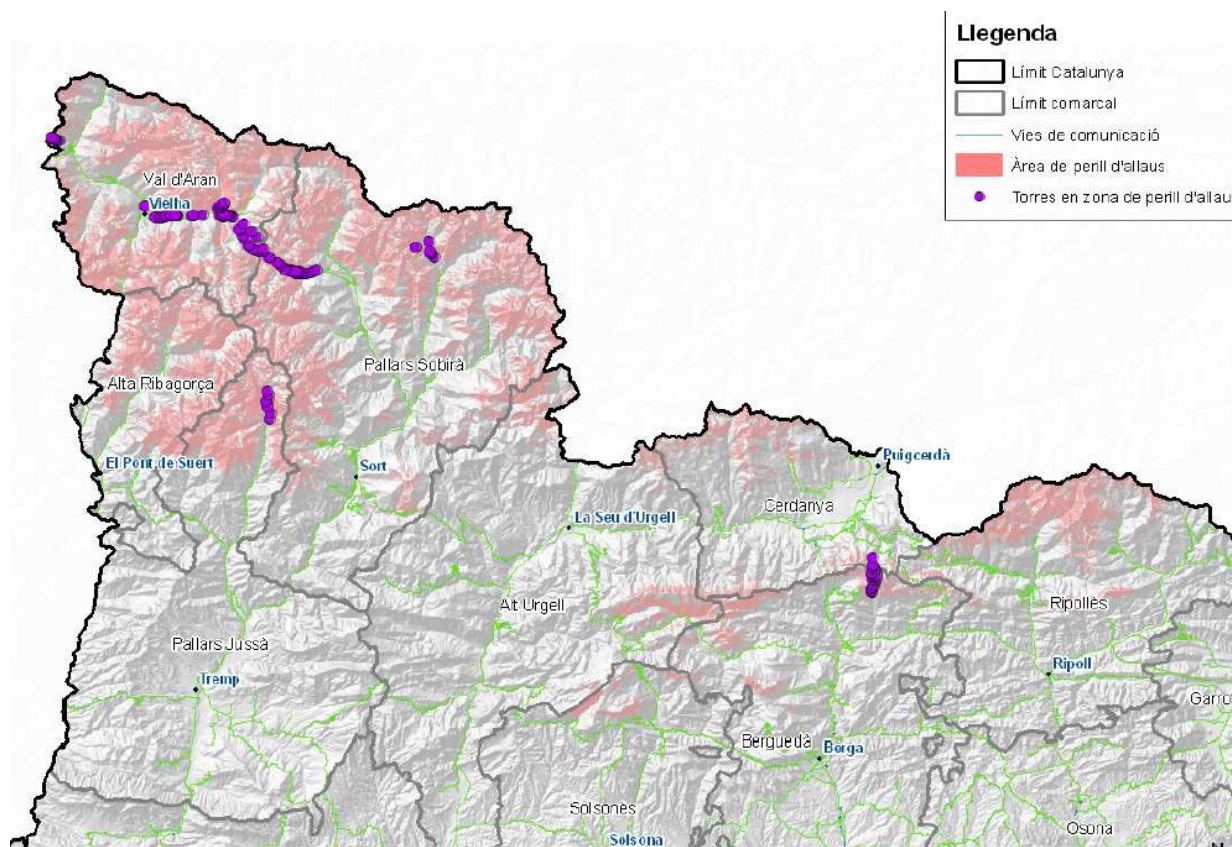 Llegenda
Límit Catalunya
Límit comarcal
Vies de comunicació
Àrea de perill d'allaus
Torres en zona de perill d'allau
Val d'Aran
Vielha
Pallars Sobirà
Alta Ribagorça
El Pont de Suert
Sort
Puigcerdà
Cerdanya
La Seu d'Urgell
Alt Urgell
Ripollès
Pallars Jussà
Ripoll
Tremp
Garro
Berguedà
Berga
Solsonès
Solsona
Osona